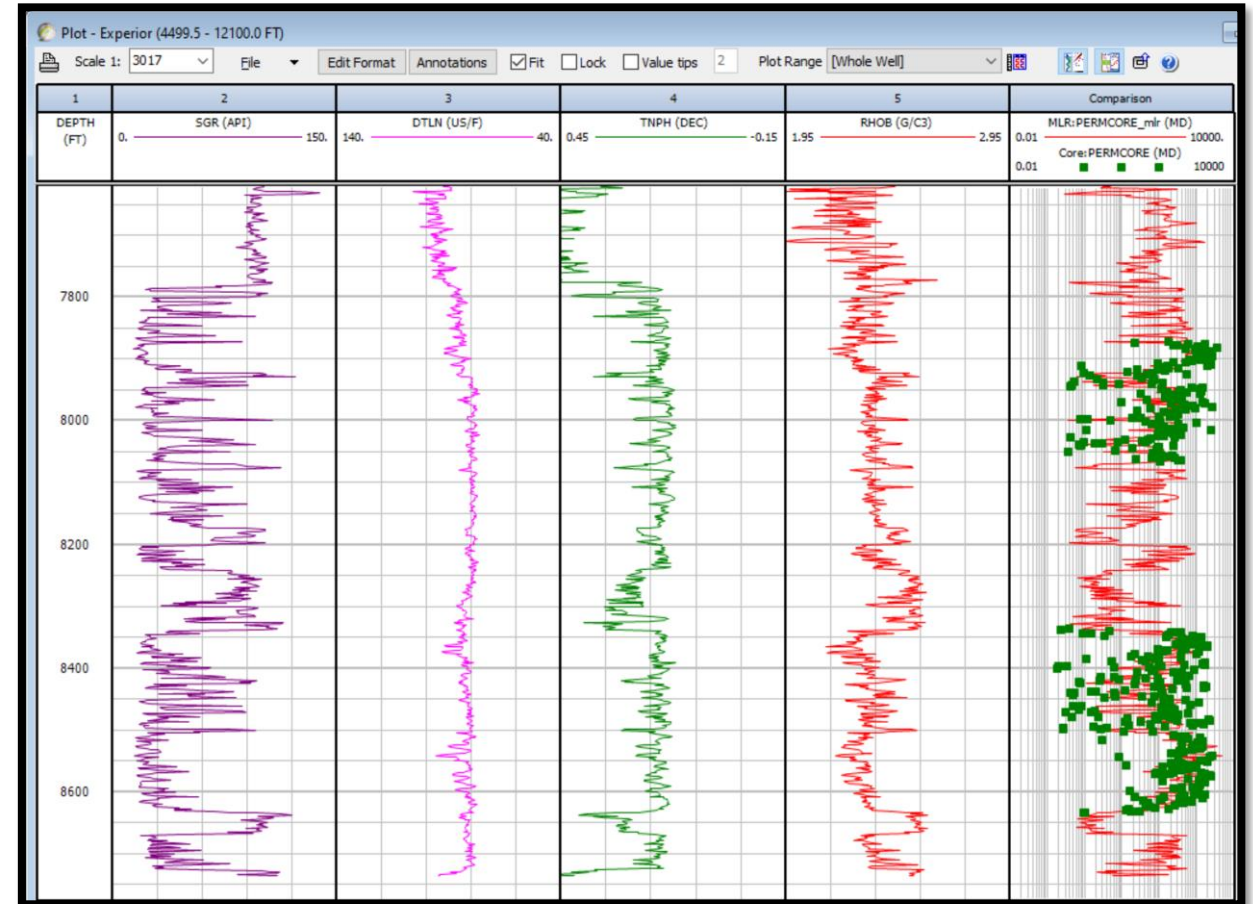 Plot - Experior (4499.5 - 12100.0 FT)
Scale 1: 3017 File Edit Format Annotations Fit Lock Value tips 2 Plot Range [Whole Well]
1 2 3 4 5 Comparison
DEPTH (FT)
SGR (API)
0. 150.
DTLN (US/F)
140. 40.
TNPH (DEC)
0.45 -0.15
RHOB (G/C3)
1.95 2.95
MLR:PERMCORE_mlr (MD)
0.01 10000.
Core:PERMCORE (MD)
0.01 10000
7800
8000
8200
8400
8600